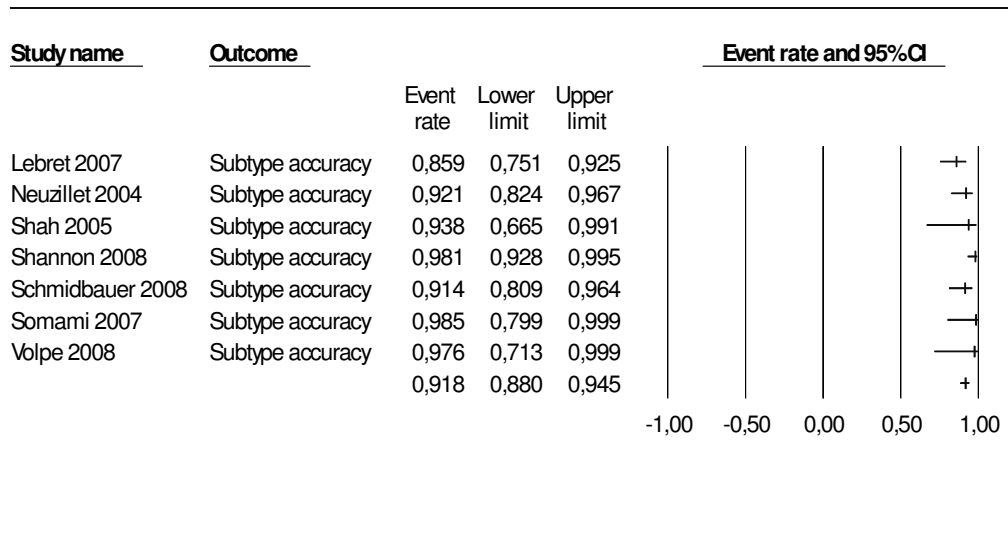 Study name Outcome Event rate and 95% CI
Event Lower Upper
rate limit limit
Lebret 2007 Subtype accuracy 0,859 0,751 0,925
Neuzillet 2004 Subtype accuracy 0,921 0,824 0,967
Shah 2005 Subtype accuracy 0,938 0,665 0,991
Shannon 2008 Subtype accuracy 0,981 0,928 0,995
Schmidbauer 2008 Subtype accuracy 0,914 0,809 0,964
Somami 2007 Subtype accuracy 0,985 0,799 0,999
Volpe 2008 Subtype accuracy 0,976 0,713 0,999
0,918 0,880 0,945
-1,00 -0,50 0,00 0,50 1,00